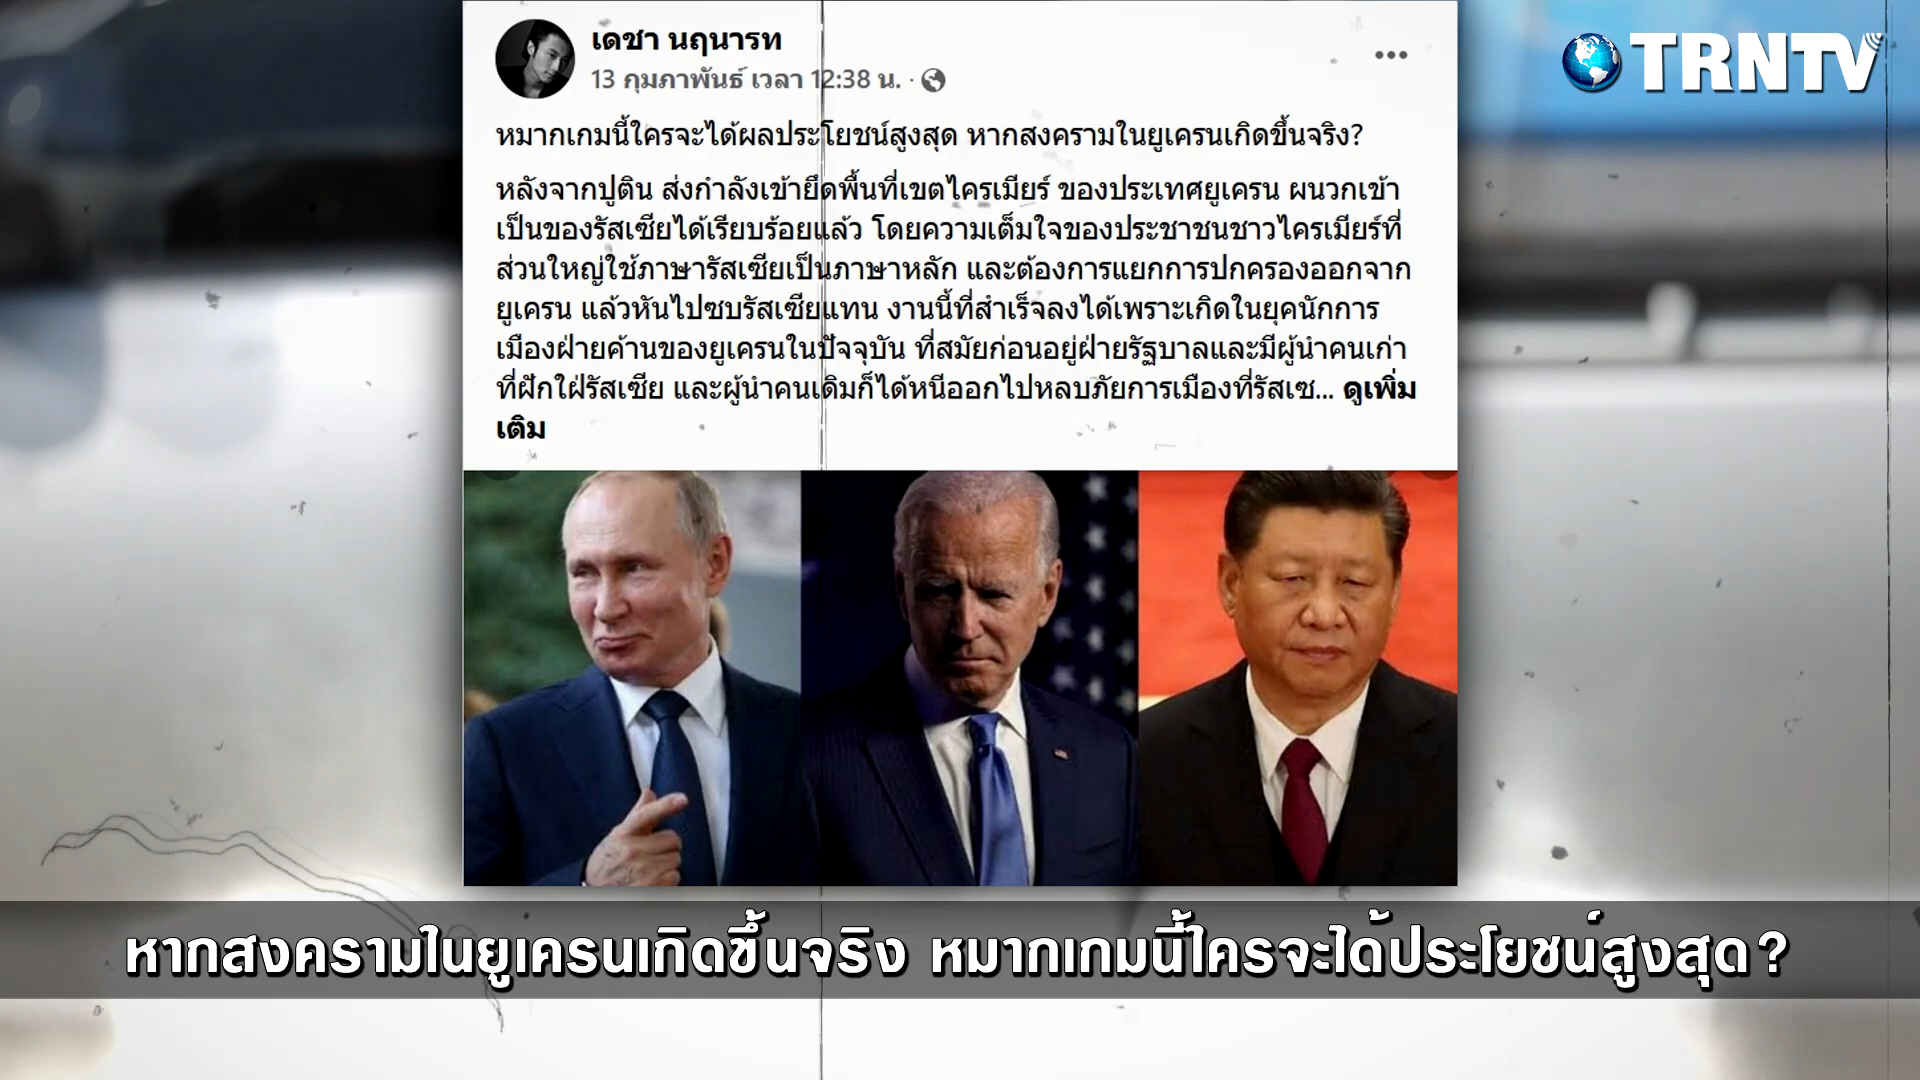 เดชา นฤนารท
13 กุมภาพันธ์ เวลา 12:38 น. ·
TRNTV
หมากเกมนี้ใครจะได้ผลประโยชน์สูงสุด หากสงครามในยูเครนเกิดขึ้นจริง?
หลังจากปูติน ส่งกำลังเข้ายึดพื้นที่เขตไครเมียร์ ของประเทศยูเครน ผนวกเข้า
เป็นของรัสเซียได้เรียบร้อยแล้ว โดยความเต็มใจของประชาชนชาวไครเมียร์ที่
ส่วนใหญ่ใช้ภาษารัสเซียเป็นภาษาหลัก และต้องการแยกการปกครองออกจาก
ยูเครน แล้วหันไปซบรัสเซียแทน งานนี้ที่สำเร็จลงได้เพราะเกิดในยุคนักการ
เมืองฝ่ายค้านของยูเครนในปัจจุบัน ที่สมัยก่อนอยู่ฝ่ายรัฐบาลและมีผู้นำคนเก่า
ที่ฝักใฝ่รัสเซีย และผู้นำคนเดิมก็ได้หนีออกไปหลบภัยการเมืองที่รัสเซ... ดูเพิ่ม
เติม
หากสงครามในยูเครนเกิดขึ้นจริง หมากเกมนี้ใครจะได้ประโยชน์สูงสุด?